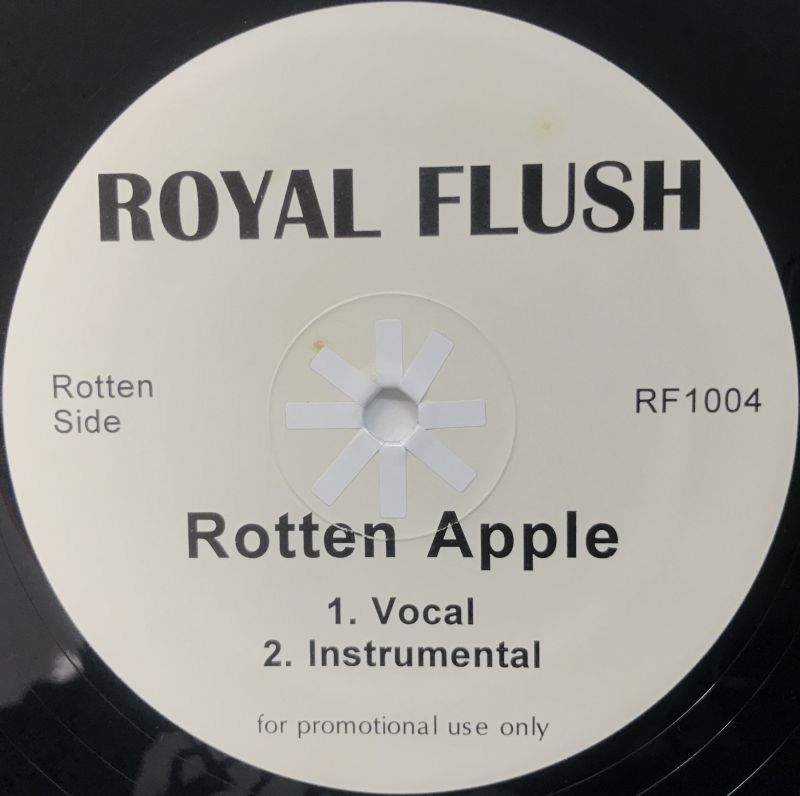 ROYAL FLUSH
Rotten
Side
RF1004
Rotten Apple
1. Vocal
2. Instrumental
for promotional use only